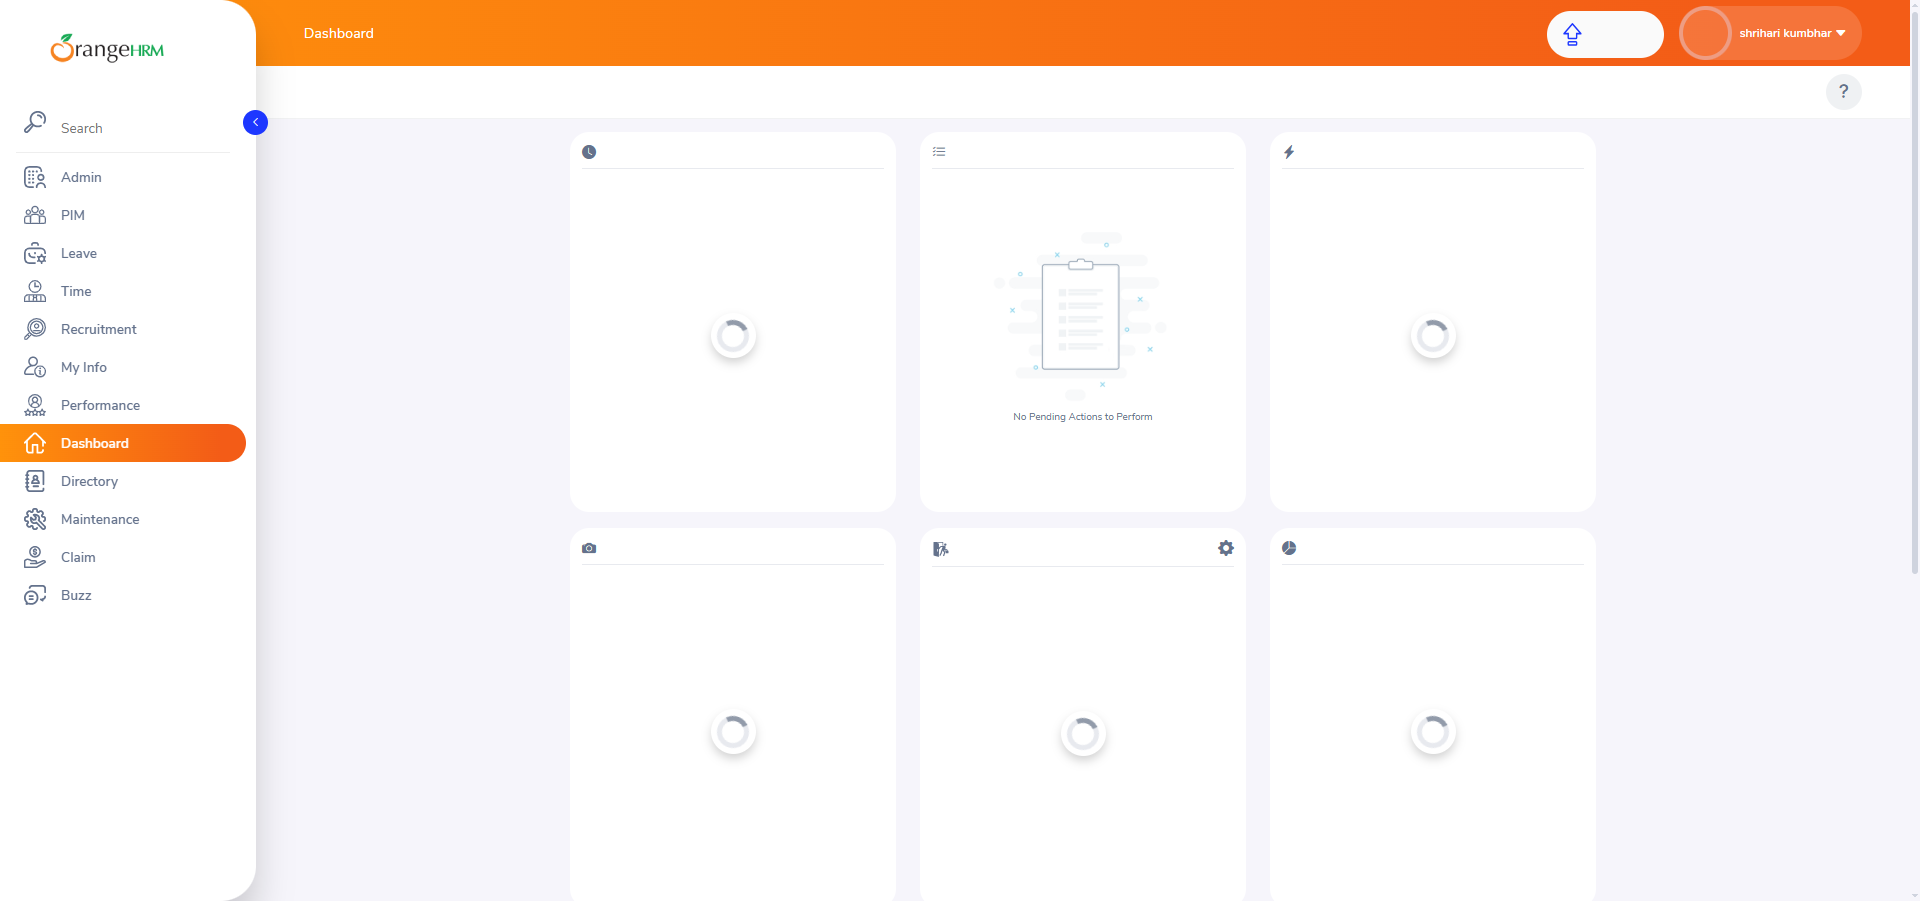 OrangeHRM
Dashboard
shrihari kumbhar
?
Search
Admin
PIM
Leave
Time
Recruitment
My Info
Performance
Dashboard
Directory
Maintenance
Claim
Buzz
No Pending Actions to Perform